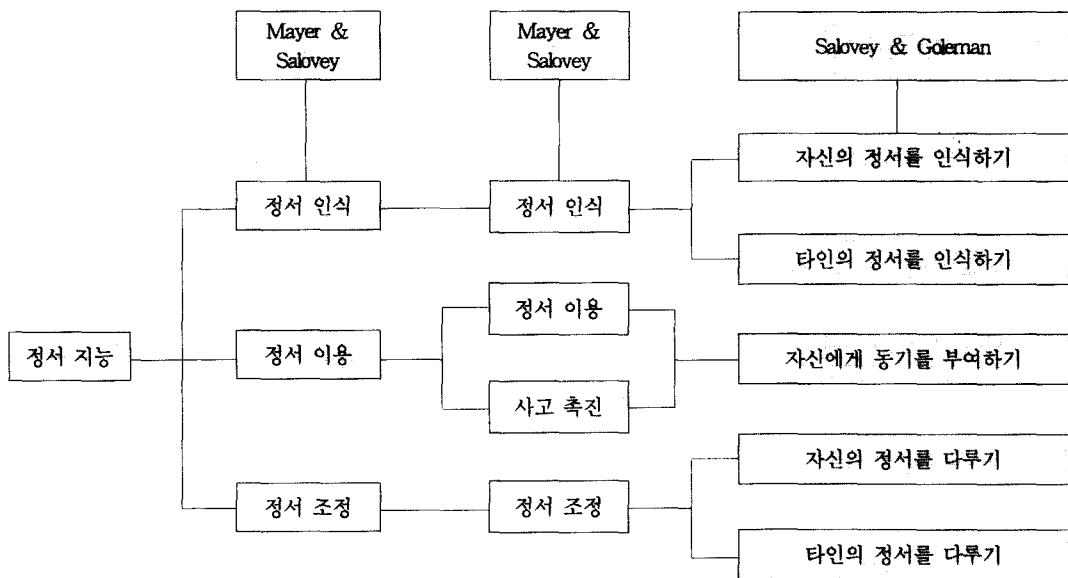 Mayer &
Salovey
Mayer &
Salovey
Salovey & Goleman
자신의 정서를 인식하기
정서 인식
정서 인식
타인의 정서를 인식하기
정서 이용
정서 지능
정서 이용
자신에게 동기를 부여하기
사고 촉진
자신의 정서를 다루기
정서 조정
정서 조정
타인의 정서를 다루기